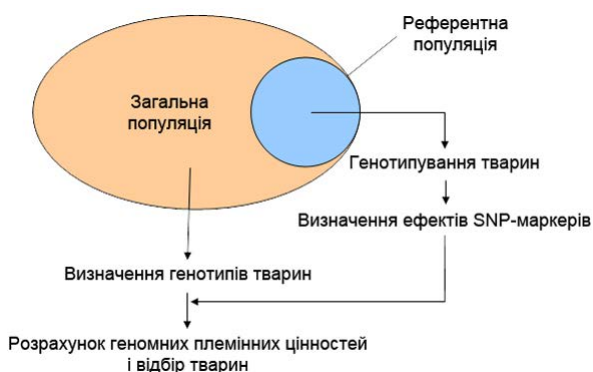 Референтна
популяція
Загальна
популяція
Генотипування тварин
Визначення ефектів SNP-маркерів
Визначення генотипів тварин
Розрахунок геномних племінних цінностей
і відбір тварин